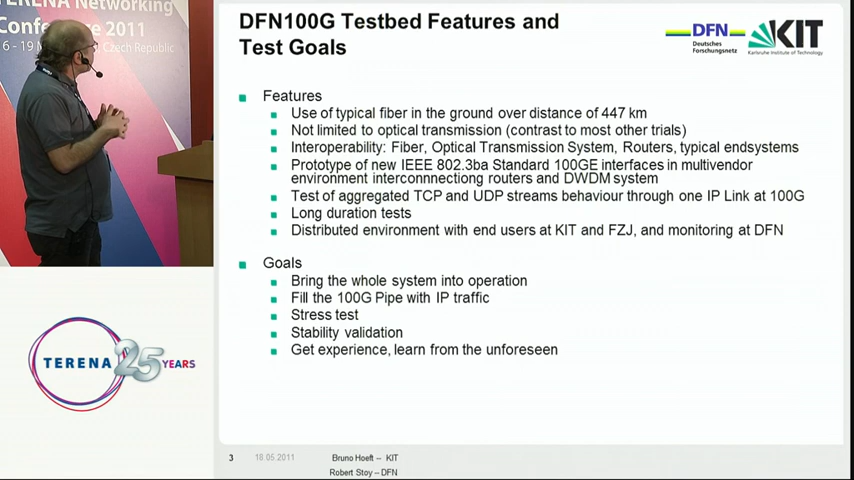 TERENA Networking
Conference 2011
6 - 19 M
Czech Republic
DFN100G Testbed Features and
Test Goals
DFN
Deutsches
Forschungsnetz
KIT
Karlsruhe Institute of Technology
Features
Use of typical fiber in the ground over distance of 447 km
Not limited to optical transmission (contrast to most other trials)
Interoperability: Fiber, Optical Transmission System, Routers, typical endsystems
Prototype of new IEEE 802.3ba Standard 100GE interfaces in multivendor
environment interconnnectiong routers and DWDM system
Test of aggregated TCP and UDP streams behaviour through one IP Link at 100G
Long duration tests
Distributed environment with end users at KIT and FZJ, and monitoring at DFN
Goals
Bring the whole system into operation
Fill the 100G Pipe with IP traffic
Stress test
Stability validation
Get experience, learn from the unforeseen
TERENA 25 YEARS
3 18.05.2011 Bruno Hoeft -- KIT
Robert Stoy -- DFN